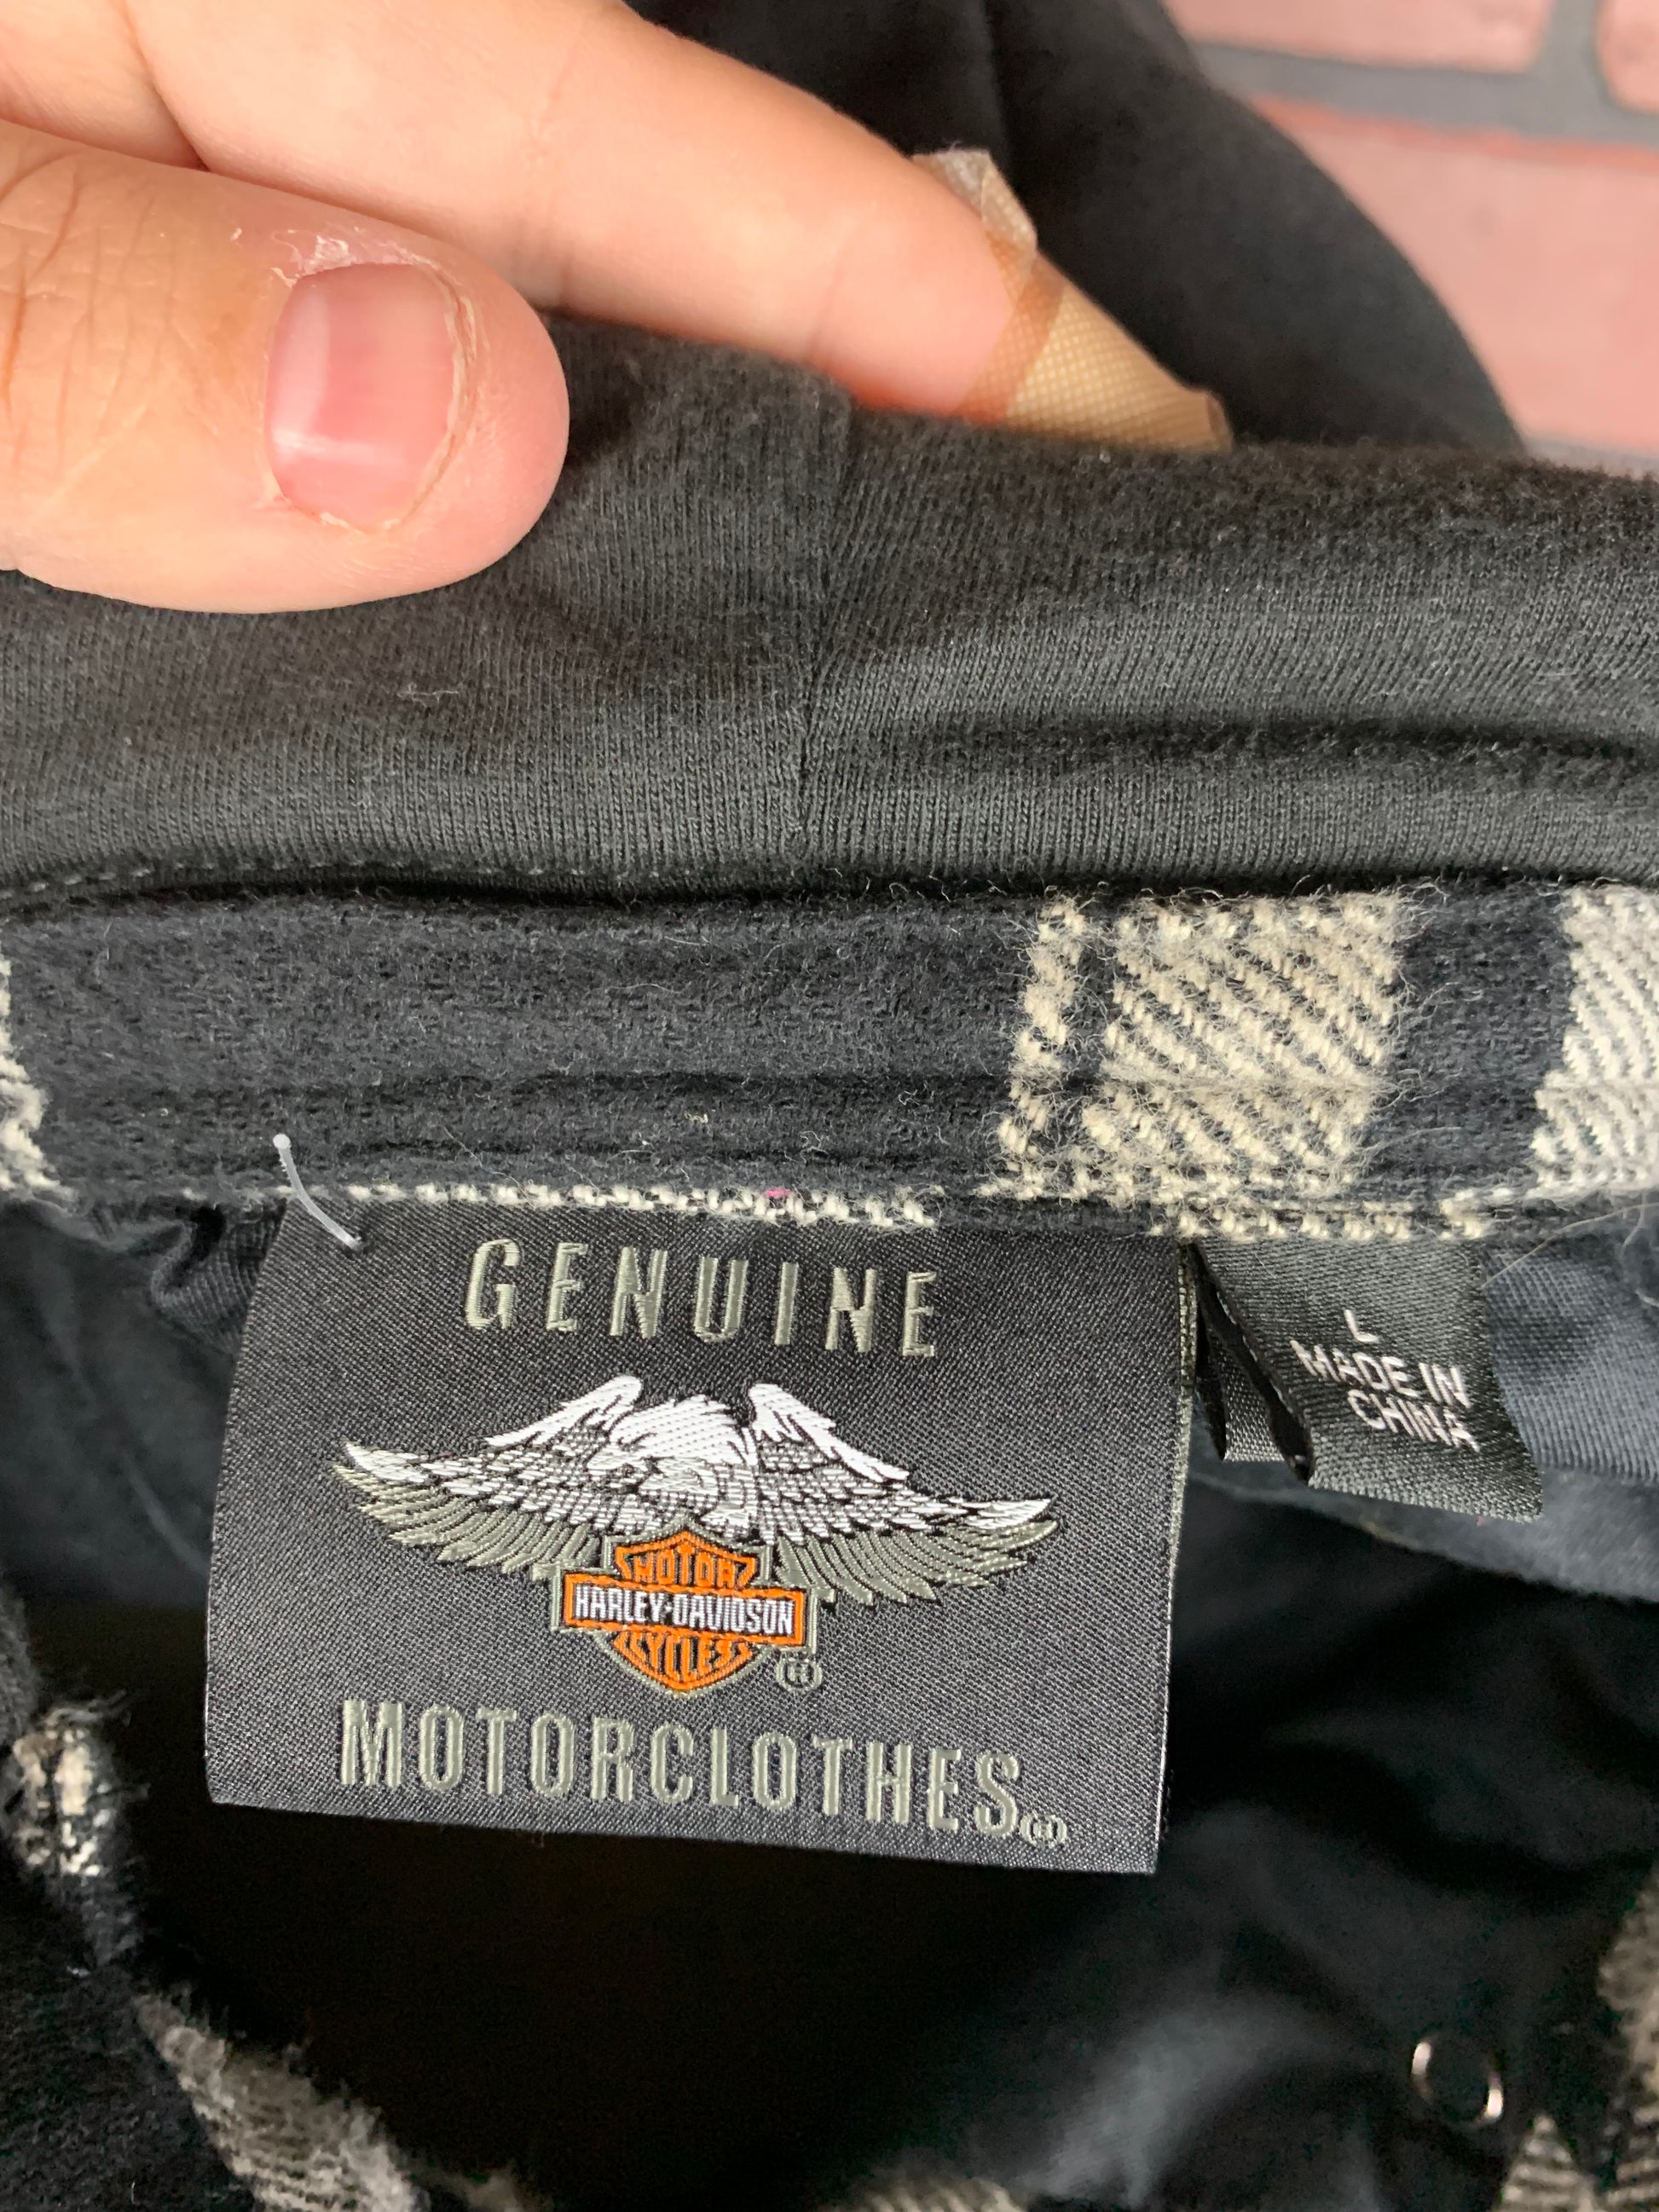 GENUINE
MOTOR
HARLEY-DAVIDSON
CYCLES
®
MOTORCLOTHES®
L
MADE IN
CHINA